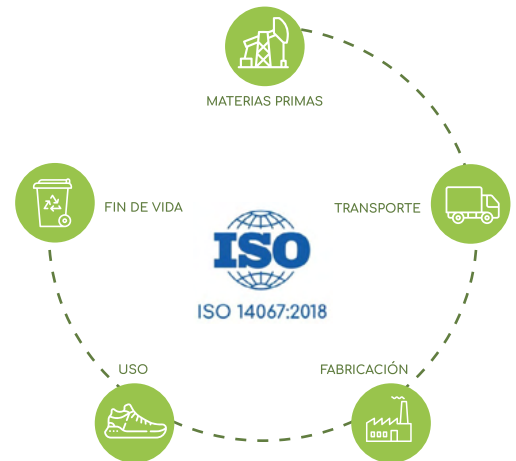 MATERIAS PRIMAS
FIN DE VIDA
TRANSPORTE
ISO
ISO 14067:2018
USO
FABRICACIÓN